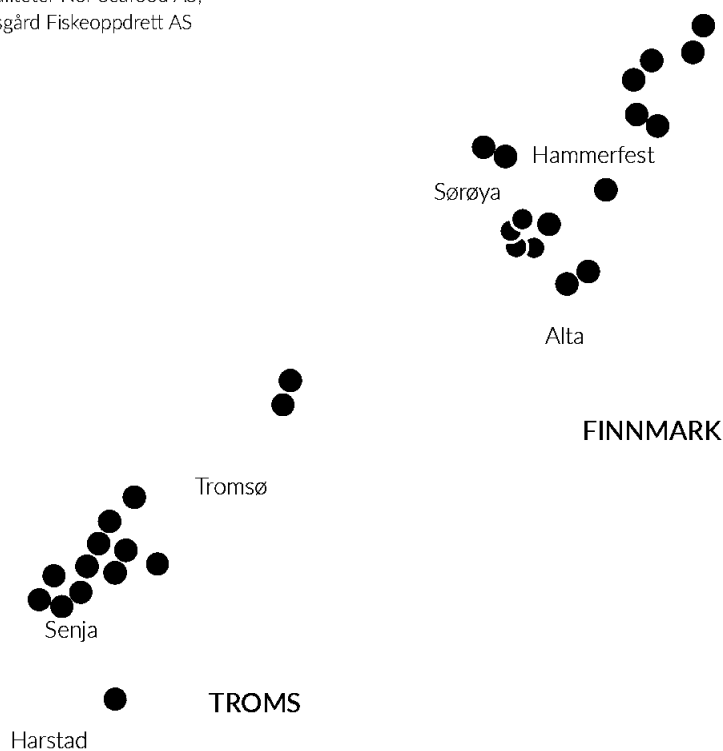 Nor Seafood AS,
Fiskeoppdrett AS
Hammerfest
Sørøya
Alta
FINNMARK
Tromsø
Senja
TROMS
Harstad